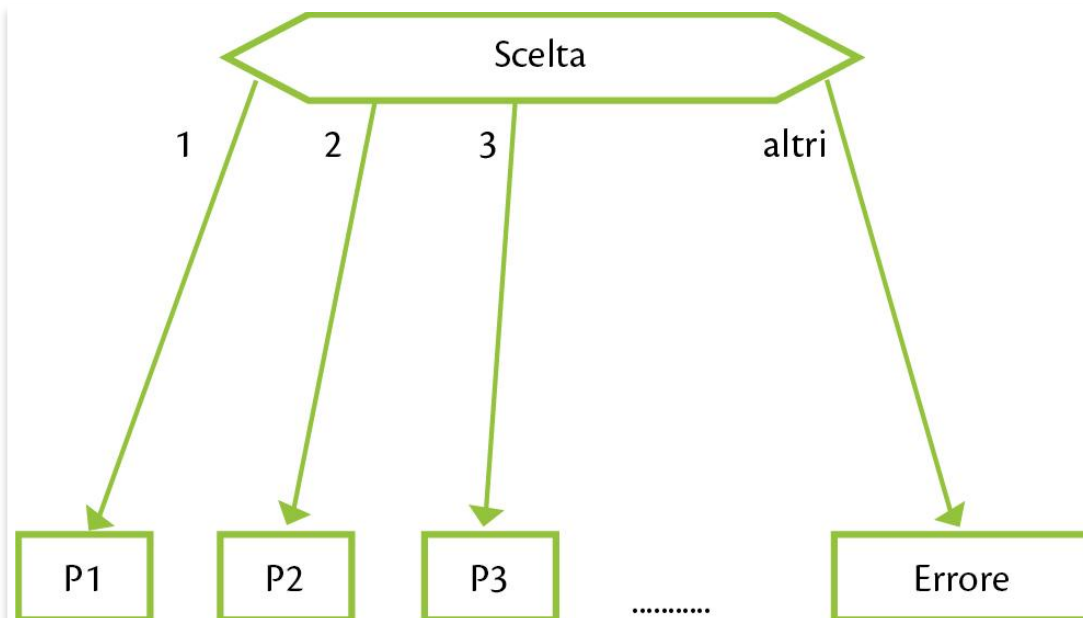 Scelta
1 2 3 altri
P1 P2 P3 ........... Errore